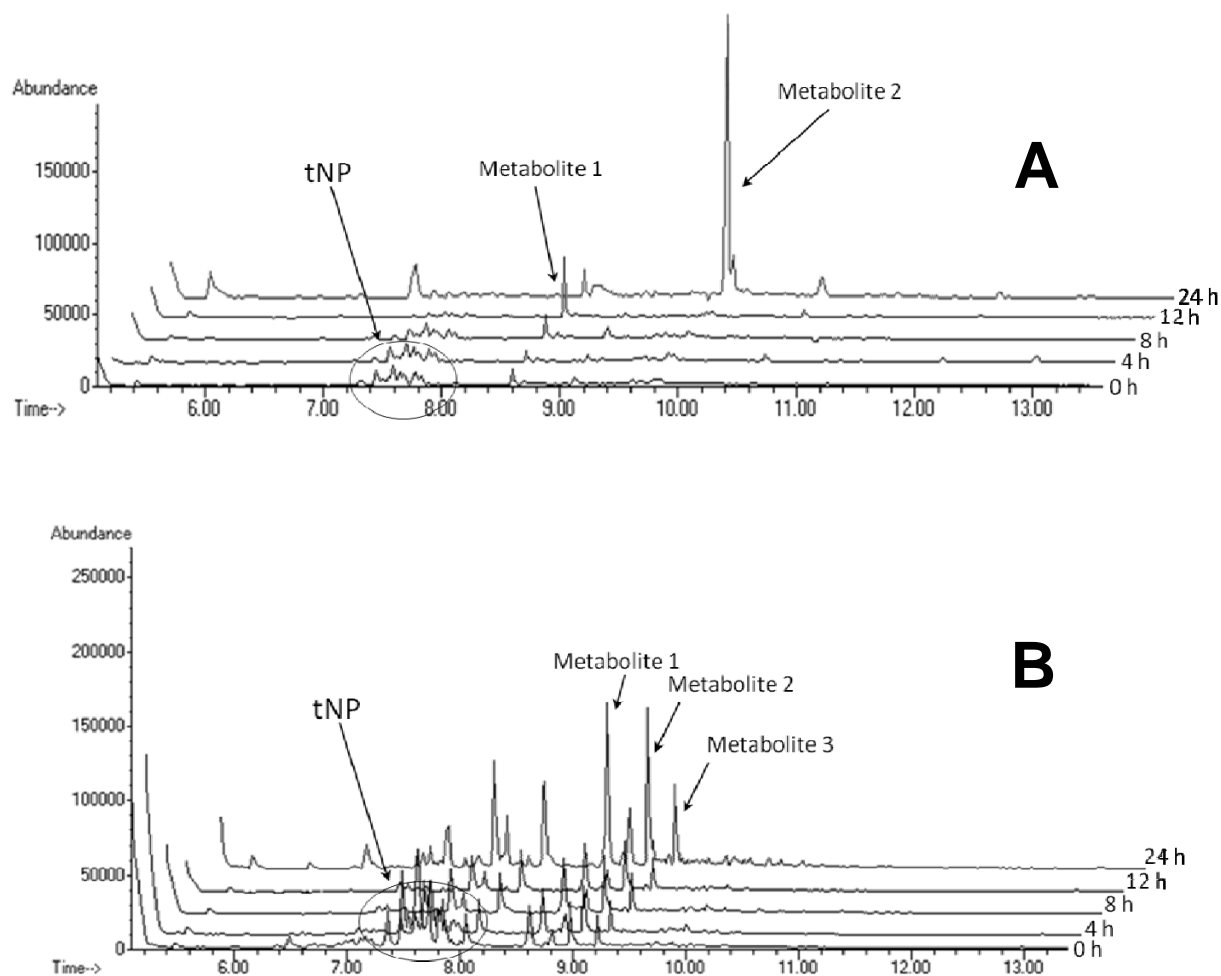 Abundance
Metabolite 2
A
tNP
Metabolite 1
150000
100000
50000
0
24 h
12 h
8 h
4 h
0 h
Time-->
6.00 7.00 8.00 9.00 10.00 11.00 12.00 13.00
Abundance
B
250000
200000
150000
100000
50000
0
Metabolite 1
Metabolite 2
tNP
Metabolite 3
24 h
12 h
8 h
4 h
0 h
Time-->
6.00 7.00 8.00 9.00 10.00 11.00 12.00 13.00